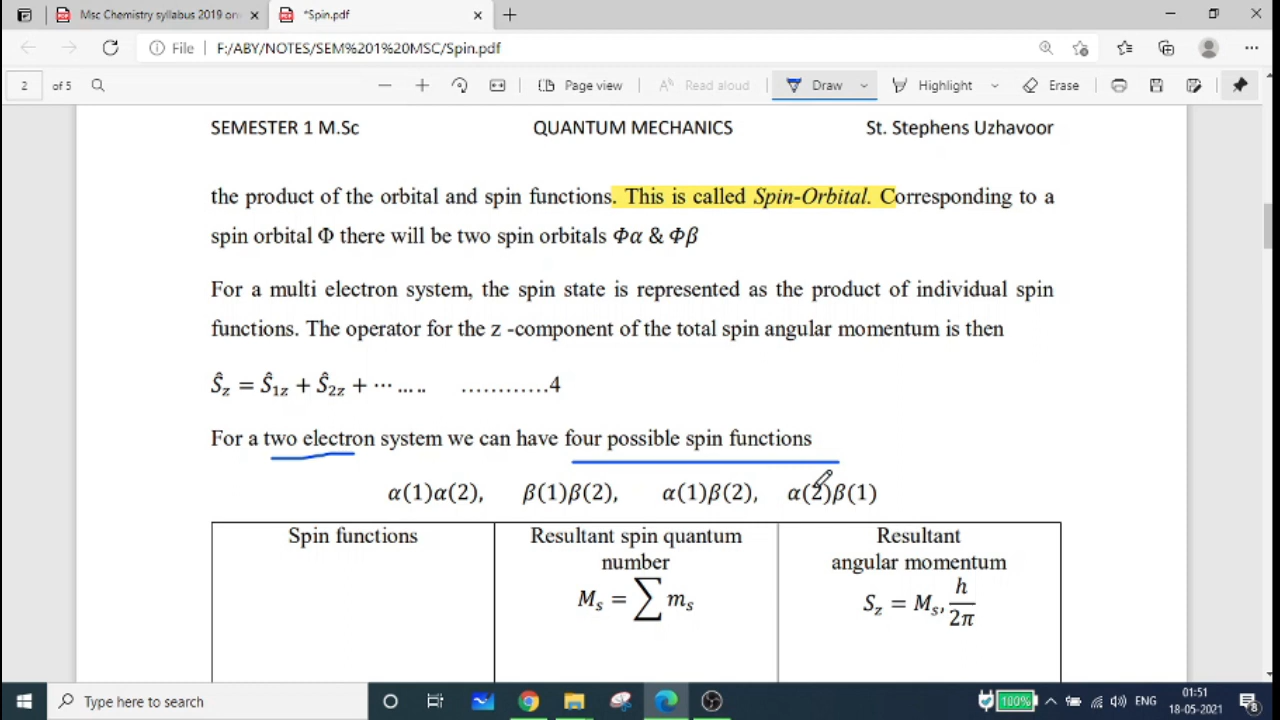 Msc Chemistry syllabus 2019 on
*Spin.pdf
File F:/ABY/NOTES/SEM%201%20MSC/Spin.pdf
2 of 5 Page view Read aloud Draw Highlight Erase
SEMESTER 1 M.Sc QUANTUM MECHANICS St. Stephens Uzhavoor
the product of the orbital and spin functions. This is called Spin-Orbital. Corresponding to a
spin orbital Φ there will be two spin orbitals Φα & Φβ
For a multi electron system, the spin state is represented as the product of individual spin
functions. The operator for the z -component of the total spin angular momentum is then
Ŝz = Ŝ1z + Ŝ2z + ⋯ ….. …………4
For a two electron system we can have four possible spin functions
α(1)α(2), β(1)β(2), α(1)β(2), α(2)β(1)
Spin functions
Resultant spin quantum
number
Ms = ∑ ms
Resultant
angular momentum
Sz = Ms, h/2π
Type here to search
100%
ENG
01:51
18-05-2021
8